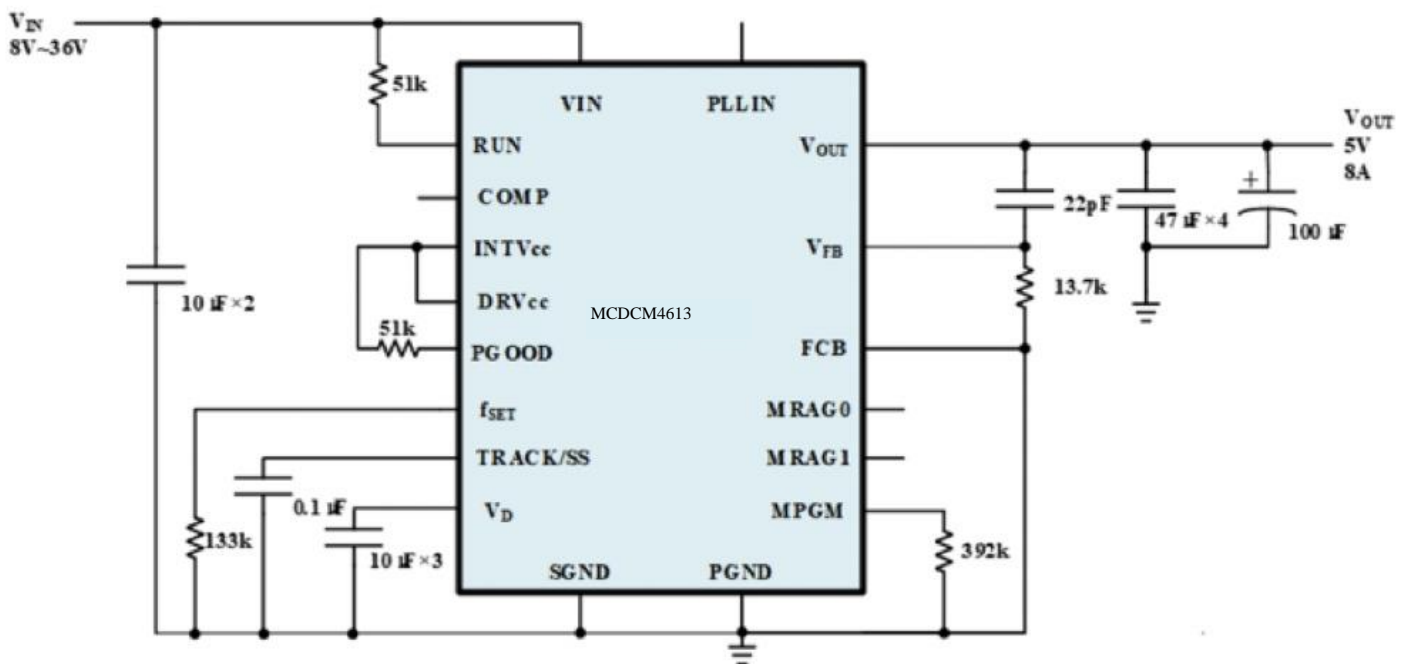 VIN
8V~36V
51k
VIN
PLLIN
RUN
VOUT
VOUT
5V
8A
COMP
22pF
47 uF×4
100 uF
INTVcc
VFB
10 uF×2
DRVcc
MCDCM4613
13.7k
51k
PGOOD
FCB
fSET
MRAG0
TRACK/SS
MRAG1
0.1 uF
VD
MPGM
133k
10 uF×3
392k
SGND
PGND